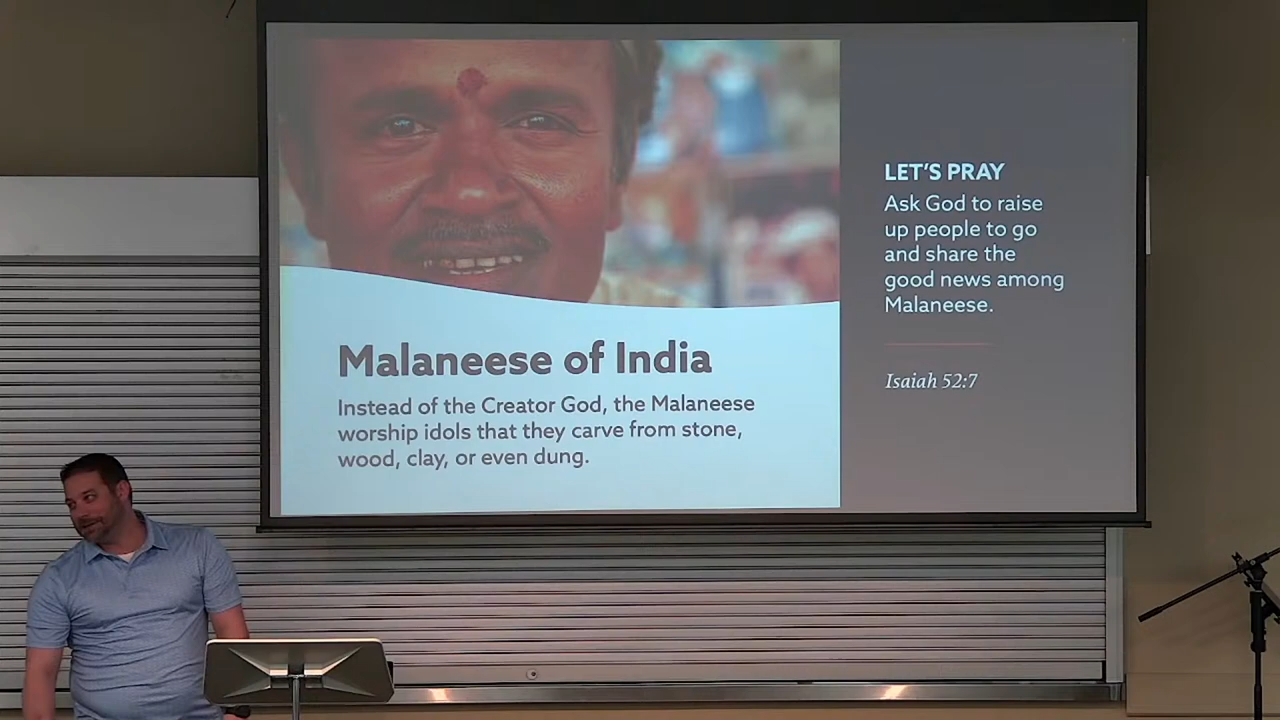 Malaneese of India
Instead of the Creator God, the Malaneese
worship idols that they carve from stone,
wood, clay, or even dung.
LET'S PRAY
Ask God to raise
up people to go
and share the
good news among
Malaneese.
Isaiah 52:7